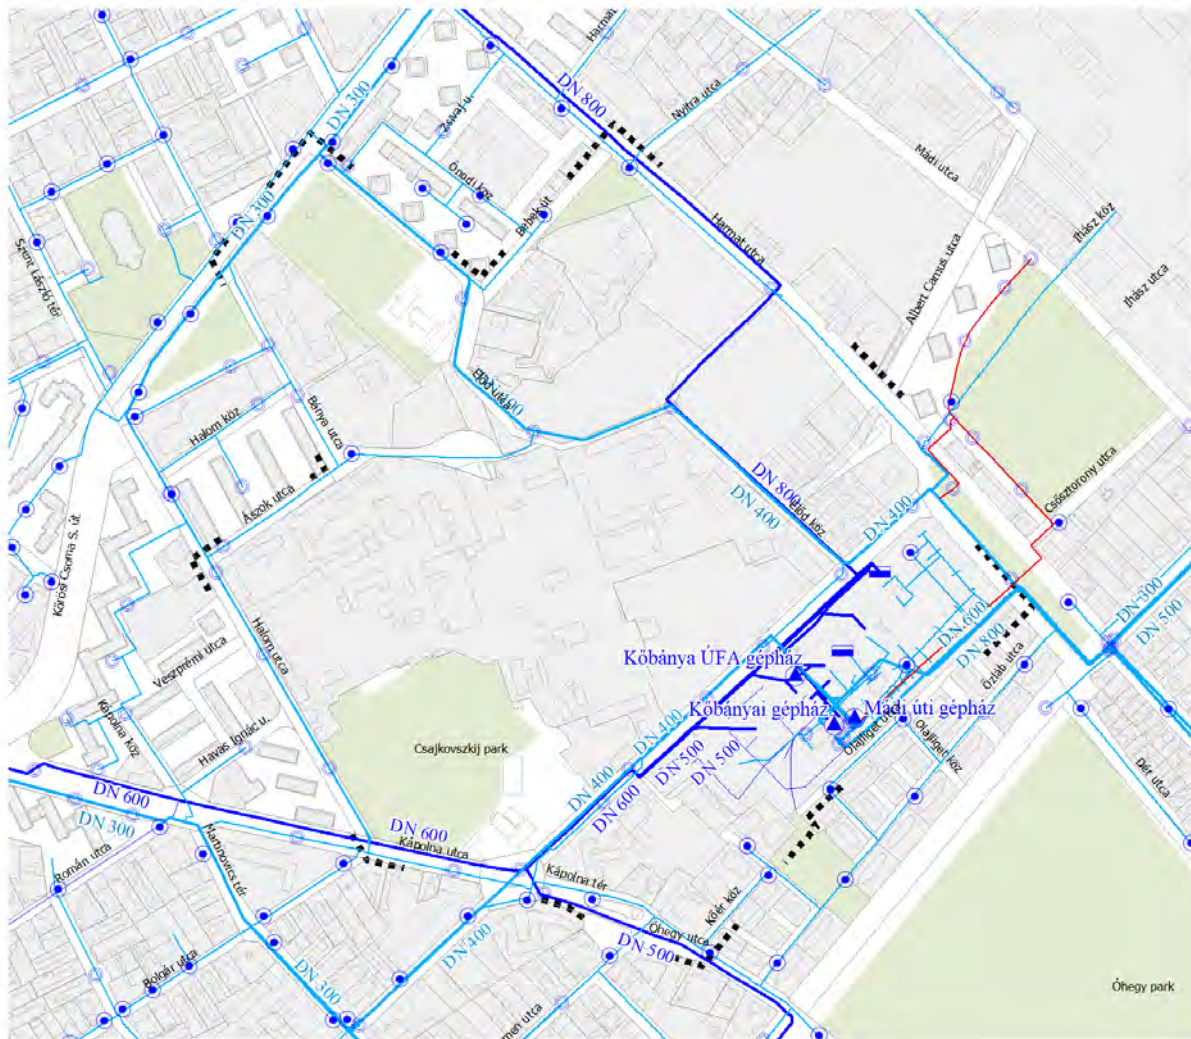 DN 300
DN 800
Harmat
Zsivaj u.
Nyitra utca
Ónodi köz
Mádi utca
Bebek út
DN 300
Szent László tér
Harmat utca
Albert Camus utca
Ihász köz
Ihász utca
Halom köz
Bánya utca
Előd utca
Ászok utca
DN 800
DN 400
Előd köz
DN 400
Csősztorony utca
Kőrösi Csoma S. út
Halom utca
Veszprémi utca
DN 300
DN 500
DN 600
DN 800
Őzláb utca
Kőbánya ÚFA gépház
Kőbányai gépház
Mádi úti gépház
Kápolna köz
Havas Ignác u.
Csajkovszkij park
DN 400
DN 500
DN 500
Olajliget utca
Olajliget köz
Dér utca
DN 600
DN 300
DN 400
DN 600
DN 600
Kápolna utca
Román utca
Martinovics tér
Kápolna tér
Kőér köz
Óhegy utca
DN 400
DN 500
Bolgár utca
DN 300
men utca
Óhegy park